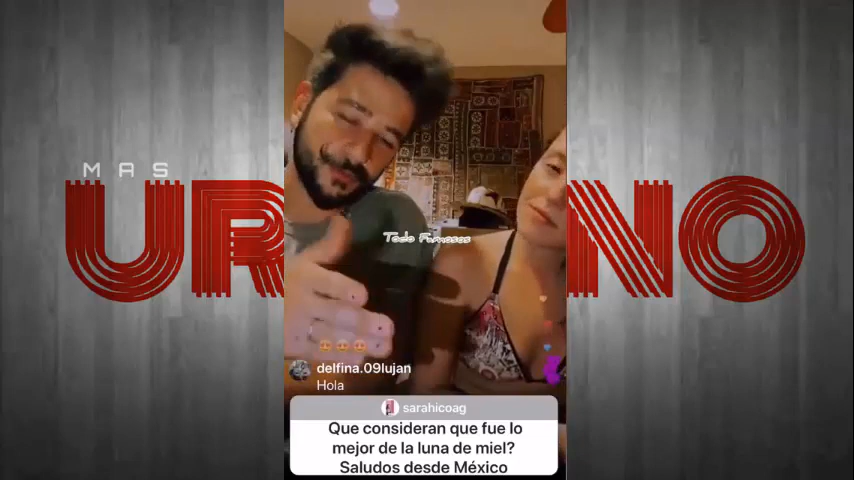 MAS
UR NO
Todo Famosos
delfina.09lujan
Hola
sarahicoag
Que consideran que fue lo
mejor de la luna de miel?
Saludos desde México